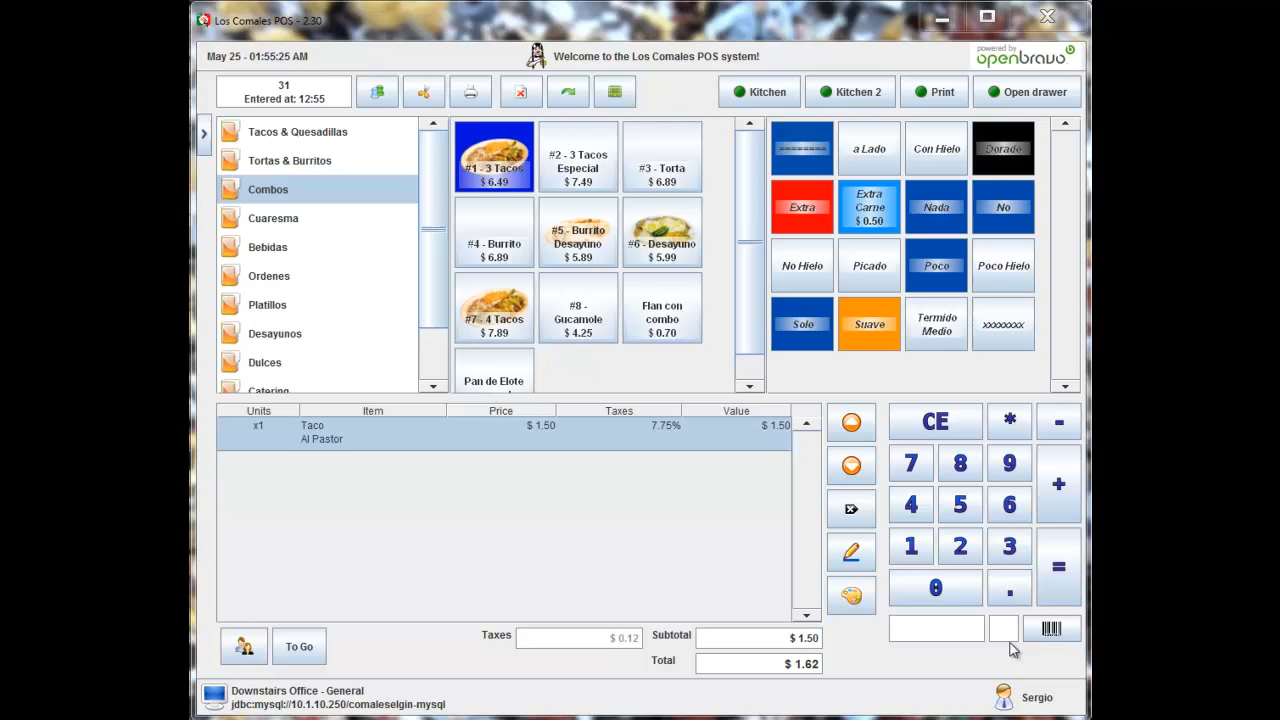 Los Comales POS - 2.30
May 25 - 01:55:25 AM
Welcome to the Los Comales POS system!
powered by
openbravo
31
Entered at: 12:55
Kitchen
Kitchen 2
Print
Open drawer
Tacos & Quesadillas
Tortas & Burritos
Combos
Cuaresma
Bebidas
Ordenes
Platillos
Desayunos
Dulces
Catering
#1 - 3 Tacos
$ 6.49
#2 - 3 Tacos
Especial
$ 7.49
#3 - Torta
$ 6.89
#4 - Burrito
$ 6.89
#5 - Burrito
Desayuno
$ 5.89
#6 - Desayuno
$ 5.99
#7 - 4 Tacos
$ 7.89
#8 -
Gucamole
$ 4.25
Flan con
combo
$ 0.70
Pan de Elote
========
a Lado
Con Hielo
Dorado
Extra
Extra
Carne
$ 0.50
Nada
No
No Hielo
Picado
Poco
Poco Hielo
Solo
Suave
Termido
Medio
xxxxxxxx
Units Item Price Taxes Value
x1 Taco $ 1.50 7.75% $ 1.50
Al Pastor
CE * -
7 8 9
+
4 5 6
1 2 3
=
0 .
To Go
Taxes $ 0.12
Subtotal $ 1.50
Total $ 1.62
Downstairs Office - General
jdbc:mysql://10.1.10.250/comaleselgin-mysql
Sergio